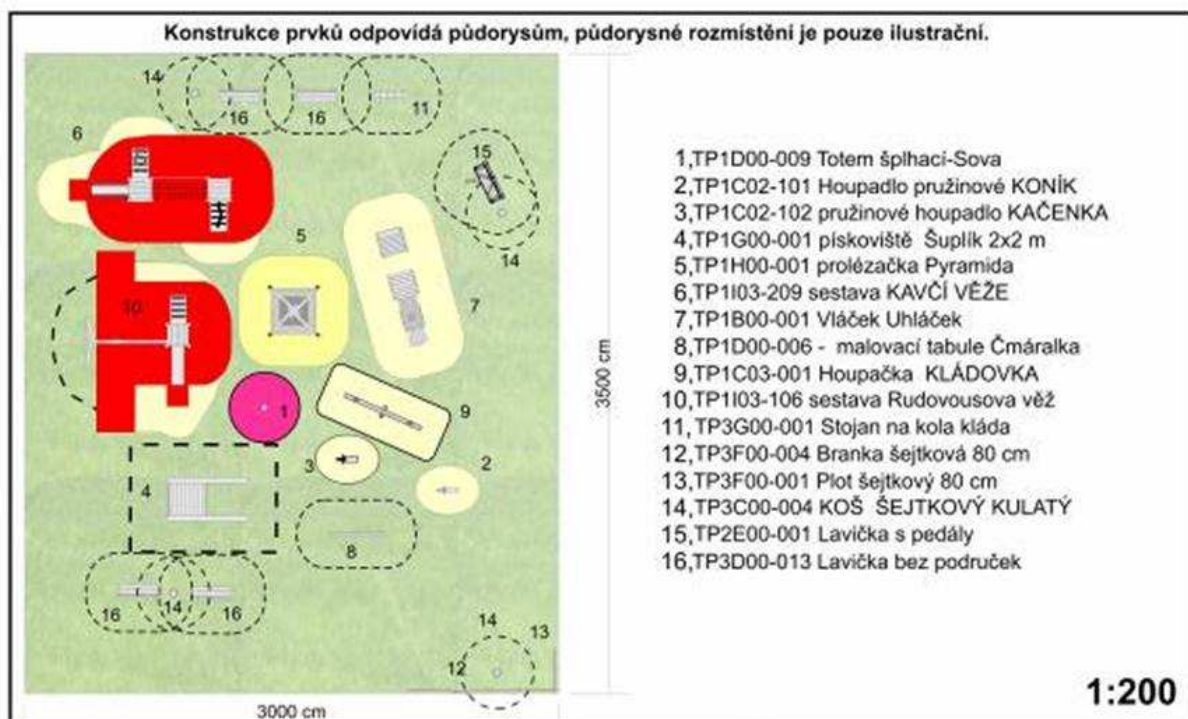 Konstrukce prvků odpovídá půdorysům, půdorysné rozmístění je pouze ilustrační.
14
16
16
11
6
15
5
14
7
10
1
9
3
2
4
8
16
14
16
14
13
12
3500 cm
3000 cm
1,TP1D00-009 Totem šplhací-Sova
2,TP1C02-101 Houpadlo pružinové KONÍK
3,TP1C02-102 pružinové houpadlo KAČENKA
4,TP1G00-001 pískoviště Šuplík 2x2 m
5,TP1H00-001 prolézačka Pyramida
6,TP1I03-209 sestava KAVČÍ VĚŽE
7,TP1B00-001 Vláček Uhláček
8,TP1D00-006 - malovací tabule Čmáralka
9,TP1C03-001 Houpačka KLÁDOVKA
10,TP1I03-106 sestava Rudovousova věž
11,TP3G00-001 Stojan na kola kláda
12,TP3F00-004 Branka šejtková 80 cm
13,TP3F00-001 Plot šejtkový 80 cm
14,TP3C00-004 KOŠ ŠEJTKOVÝ KULATÝ
15,TP2E00-001 Lavička s pedály
16,TP3D00-013 Lavička bez područek
1:200